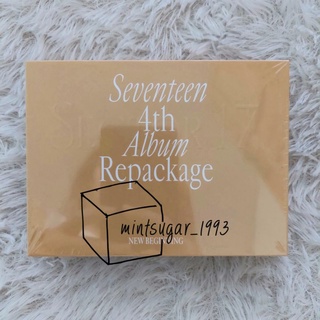 Seventeen
4th
Album
Repackage
mintsugar_1993
NEW BEGINNING